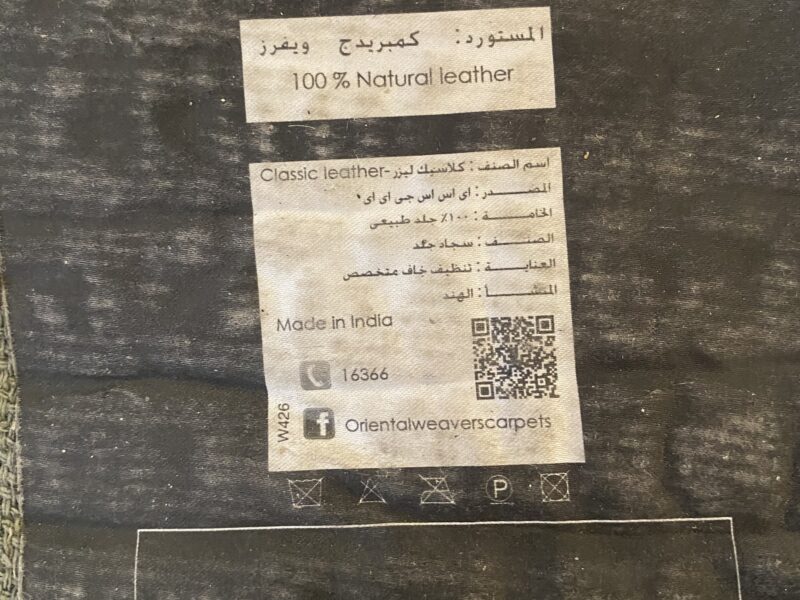 المستورد: كمبريدج ويفرز
100 % Natural leather
اسم الصنف : كلاسيك ليزر-Classic leather
المصدر : اى اس اس جى اى اى
الخامة : ١٠٠٪ جلد طبيعى
الصنف : سجاد جلد
العناية : تنظيف جاف متخصص
المنشأ : الهند
Made in India
16366
W426
f Orientalweaverscarpets
P